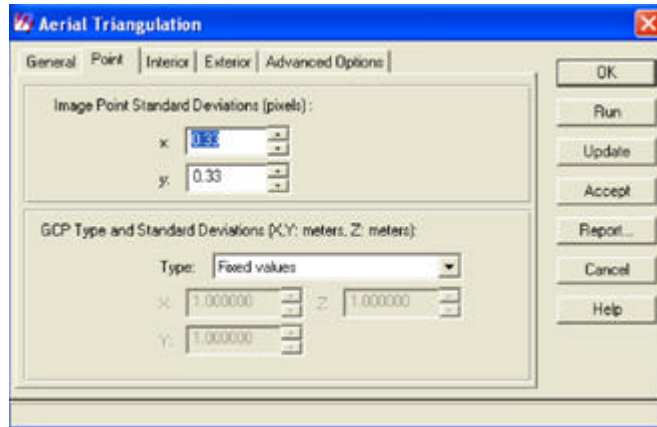 Aerial Triangulation
General Point Interior Exterior Advanced Options
Image Point Standard Deviations (pixels) :
x: 0.33
y: 0.33
GCP Type and Standard Deviations (X,Y: meters, Z: meters):
Type: Fixed values
X: 1.000000 Z: 1.000000
Y: 1.000000
OK
Run
Update
Accept
Report...
Cancel
Help